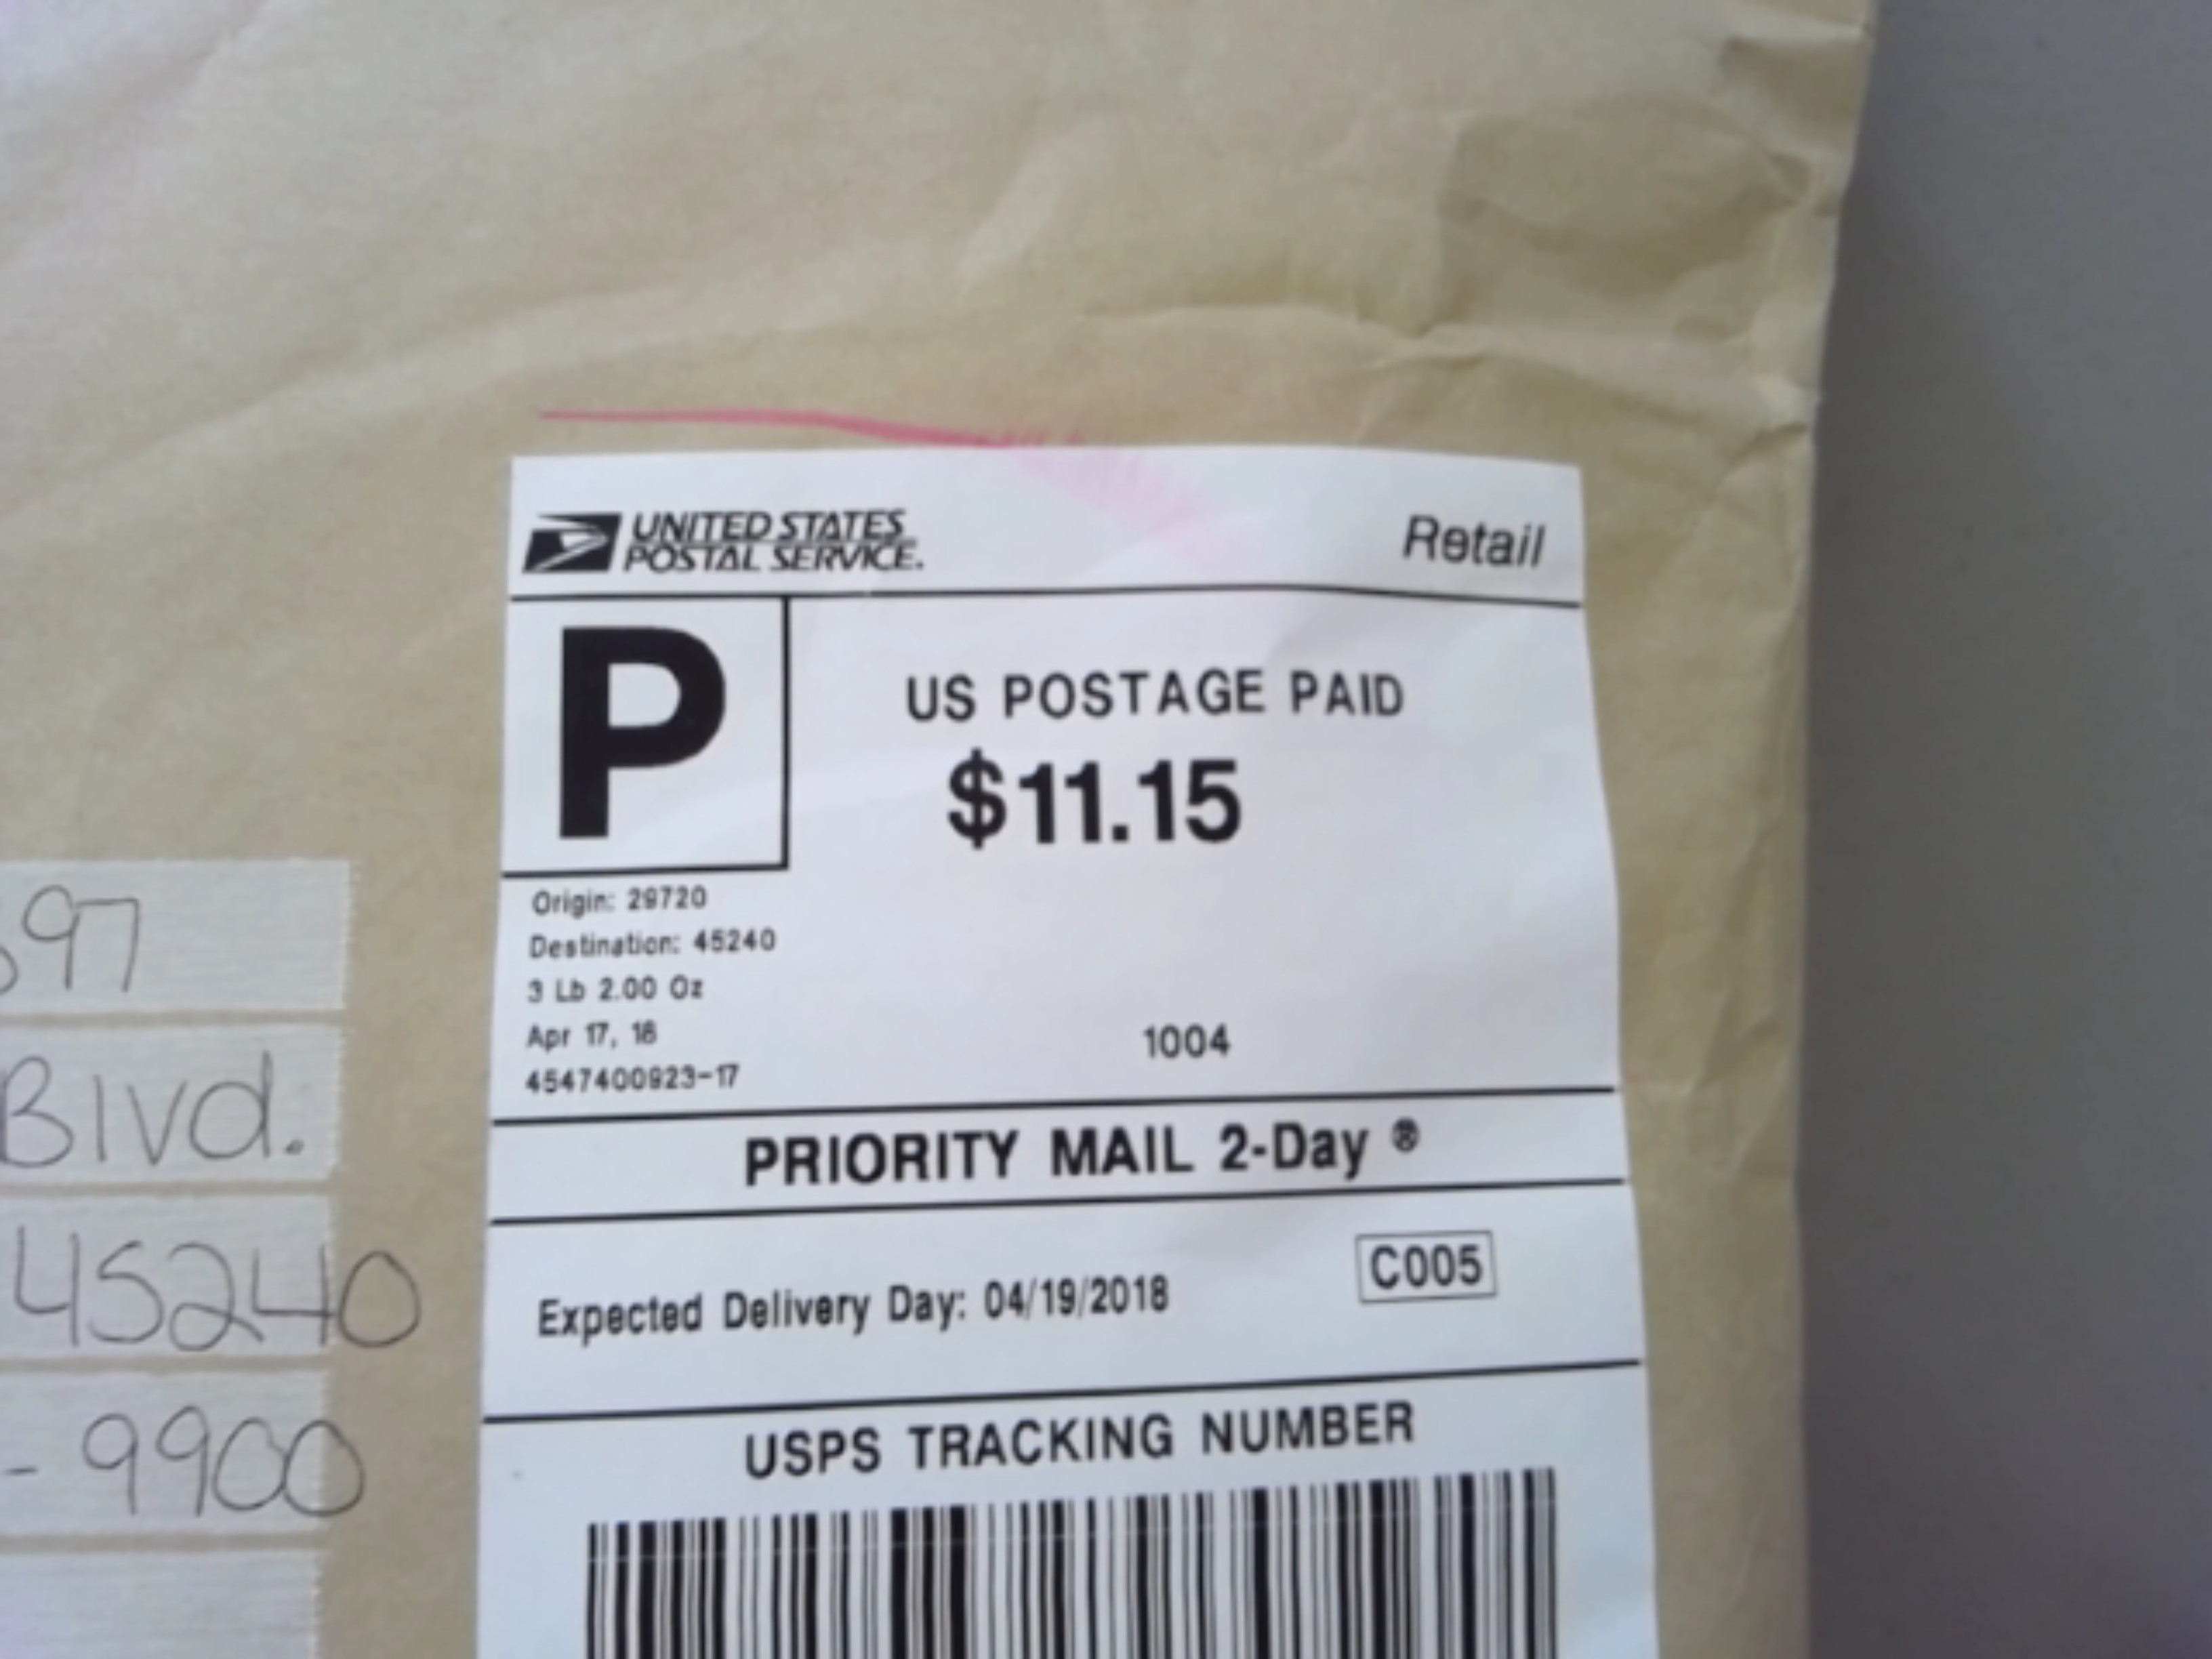 UNITED STATES
POSTAL SERVICE.
Retail
P
US POSTAGE PAID
$11.15
Origin: 29720
Destination: 45240
3 Lb 2.00 Oz
Apr 17, 18
4547400923-17
1004
PRIORITY MAIL 2-Day ®
Expected Delivery Day: 04/19/2018
C005
USPS TRACKING NUMBER
97
Blvd.
45240
- 9900